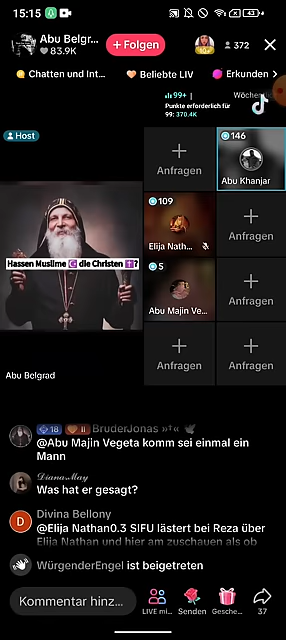 15:15
43
Abu Belgr...
83.9K
+ Folgen
372
Chatten und Int...
Beliebte LIV
Erkunden >
99+
Wöche
Punkte erforderlich für
99: 370.4K
TikTok
Host
Anfragen
146
Abu Khanjar
Hassen Muslime ☪️ die Christen ✝️?
109
Elija Nath...
Anfragen
5
Abu Majin Ve...
Anfragen
Abu Belgrad
Anfragen
Anfragen
18
II
BruderJonas »†«
@Abu Majin Vegeta komm sei einmal ein
Mann
DianaMay
Was hat er gesagt?
D
Divina Bellony
@Elija Nathan0.3 SIFU lästert bei Reza über
Elija Nathan und hier am zuschauen als ob
WürgenderEngel ist beigetreten
Kommentar hinz...
LIVE mi...
Senden
Gesche...
37